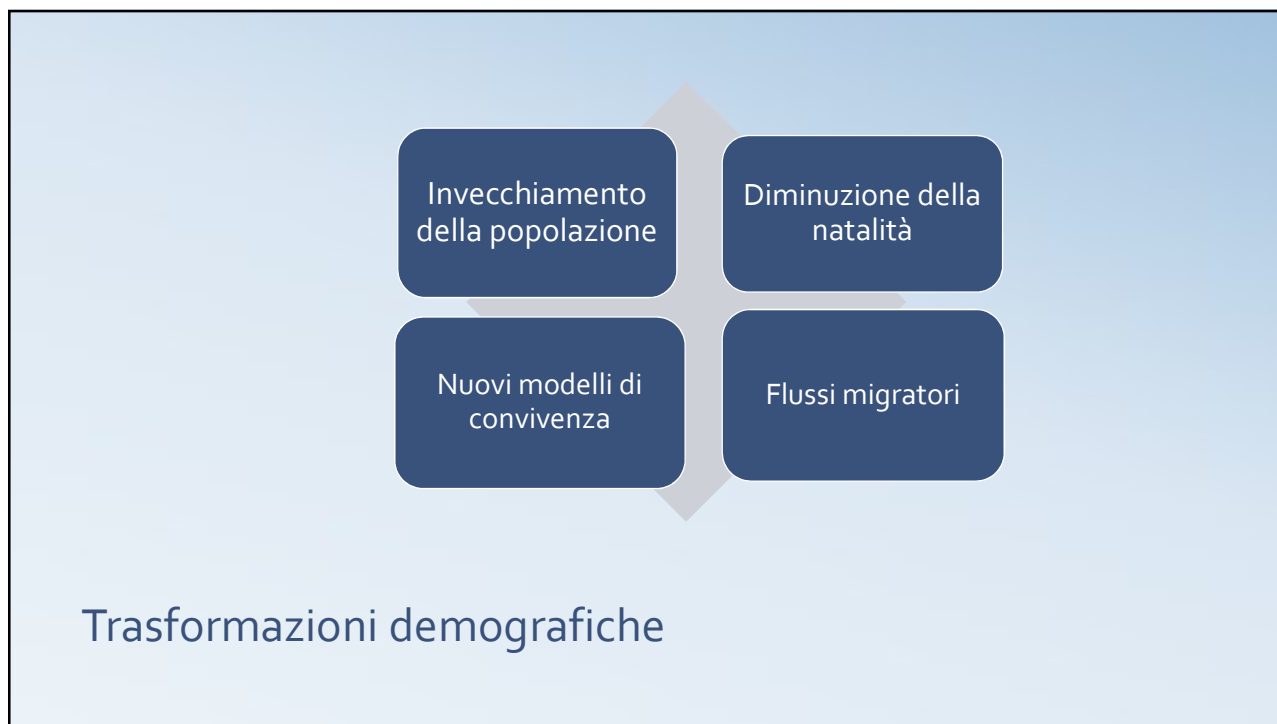 Invecchiamento
della popolazione
Diminuzione della
natalità
Nuovi modelli di
convivenza
Flussi migratori
Trasformazioni demografiche